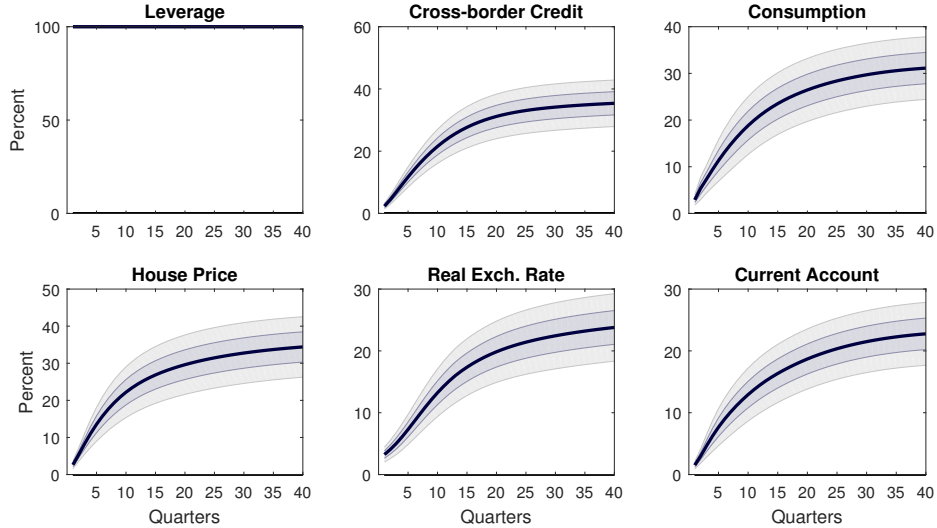 Leverage
Cross-border Credit
Consumption
100
60
40
Percent
50
40
30
20
20
10
0
0
0
5 10 15 20 25 30 35 40
5 10 15 20 25 30 35 40
5 10 15 20 25 30 35 40
House Price
Real Exch. Rate
Current Account
50
30
30
Percent
40
30
20
20
20
10
10
10
0
0
0
5 10 15 20 25 30 35 40
5 10 15 20 25 30 35 40
5 10 15 20 25 30 35 40
Quarters
Quarters
Quarters